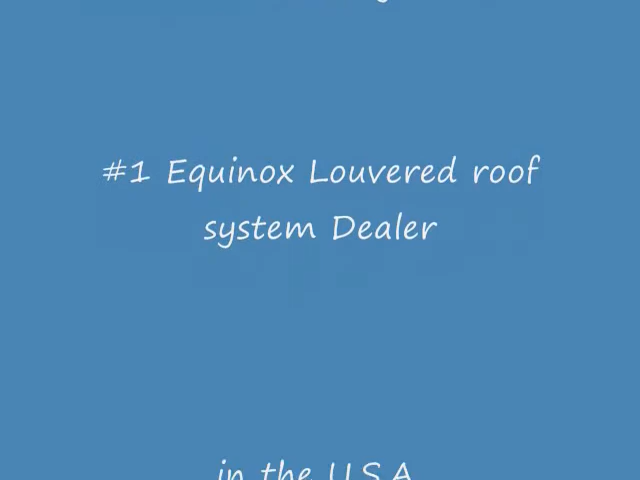 #1 Equinox Louvered roof
system Dealer
in the U.S.A